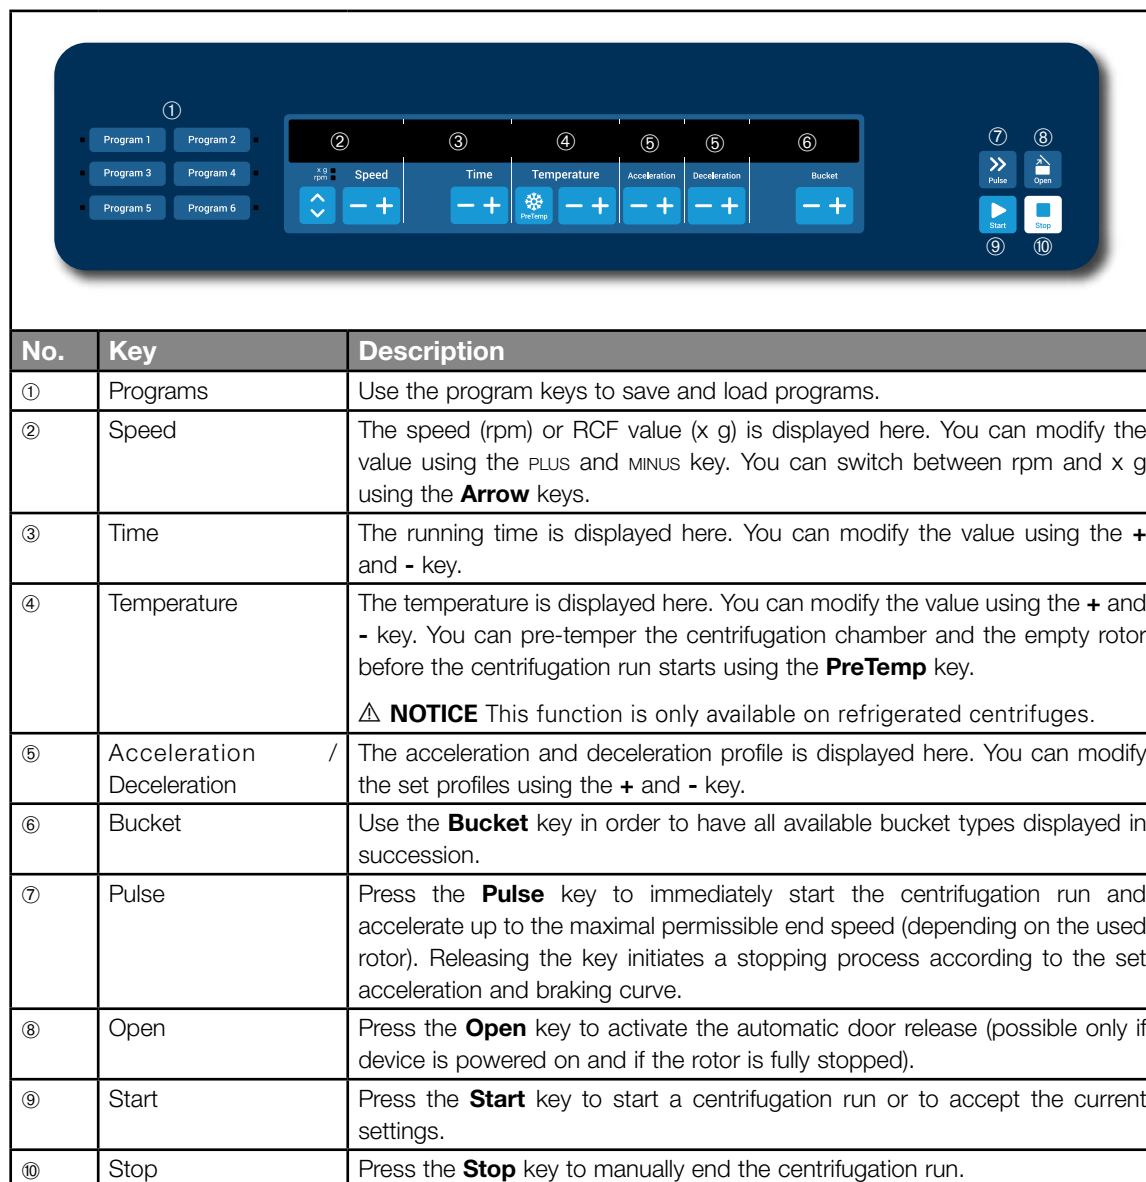 ①
Program 1 Program 2
Program 3 Program 4
Program 5 Program 6
② ③ ④ ⑤ ⑤ ⑥
x g
rpm
Speed Time Temperature Acceleration Deceleration Bucket
− + − + PreTemp − + − + − + − +
⑦ ⑧
Pulse Open
Start Stop
⑨ ⑩
No. Key Description
① Programs Use the program keys to save and load programs.
② Speed The speed (rpm) or RCF value (x g) is displayed here. You can modify the
value using the PLUS and MINUS key. You can switch between rpm and x g
using the Arrow keys.
③ Time The running time is displayed here. You can modify the value using the +
and - key.
④ Temperature The temperature is displayed here. You can modify the value using the + and
- key. You can pre-temper the centrifugation chamber and the empty rotor
before the centrifugation run starts using the PreTemp key.
⚠ NOTICE This function is only available on refrigerated centrifuges.
⑤ Acceleration / The acceleration and deceleration profile is displayed here. You can modify
Deceleration the set profiles using the + and - key.
⑥ Bucket Use the Bucket key in order to have all available bucket types displayed in
succession.
⑦ Pulse Press the Pulse key to immediately start the centrifugation run and
accelerate up to the maximal permissible end speed (depending on the used
rotor). Releasing the key initiates a stopping process according to the set
acceleration and braking curve.
⑧ Open Press the Open key to activate the automatic door release (possible only if
device is powered on and if the rotor is fully stopped).
⑨ Start Press the Start key to start a centrifugation run or to accept the current
settings.
⑩ Stop Press the Stop key to manually end the centrifugation run.